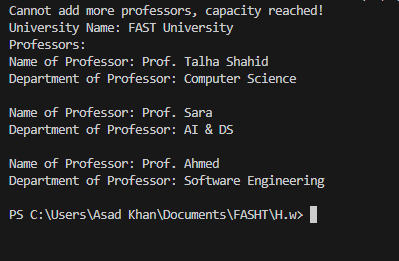 Cannot add more professors, capacity reached!
University Name: FAST University
Professors:
Name of Professor: Prof. Talha Shahid
Department of Professor: Computer Science
Name of Professor: Prof. Sara
Department of Professor: AI & DS
Name of Professor: Prof. Ahmed
Department of Professor: Software Engineering
PS C:\Users\Asad Khan\Documents\FASHT\H.w>